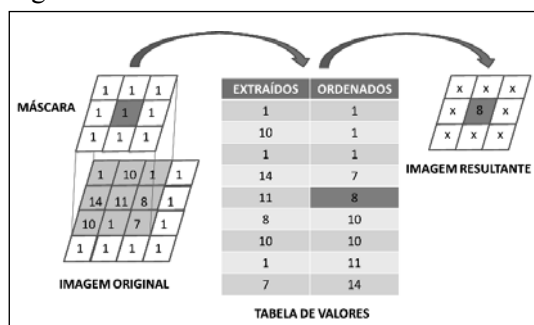 MÁSCARA
1 1 1
1 1 1
1 1 1
1 10 1 1
14 11 8 1
10 1 7 1
1 1 1 1
IMAGEM ORIGINAL
EXTRAÍDOS ORDENADOS
1 1
10 1
1 1
14 7
11 8
8 10
10 10
1 11
7 14
TABELA DE VALORES
x x x
x 8 x
x x x
IMAGEM RESULTANTE